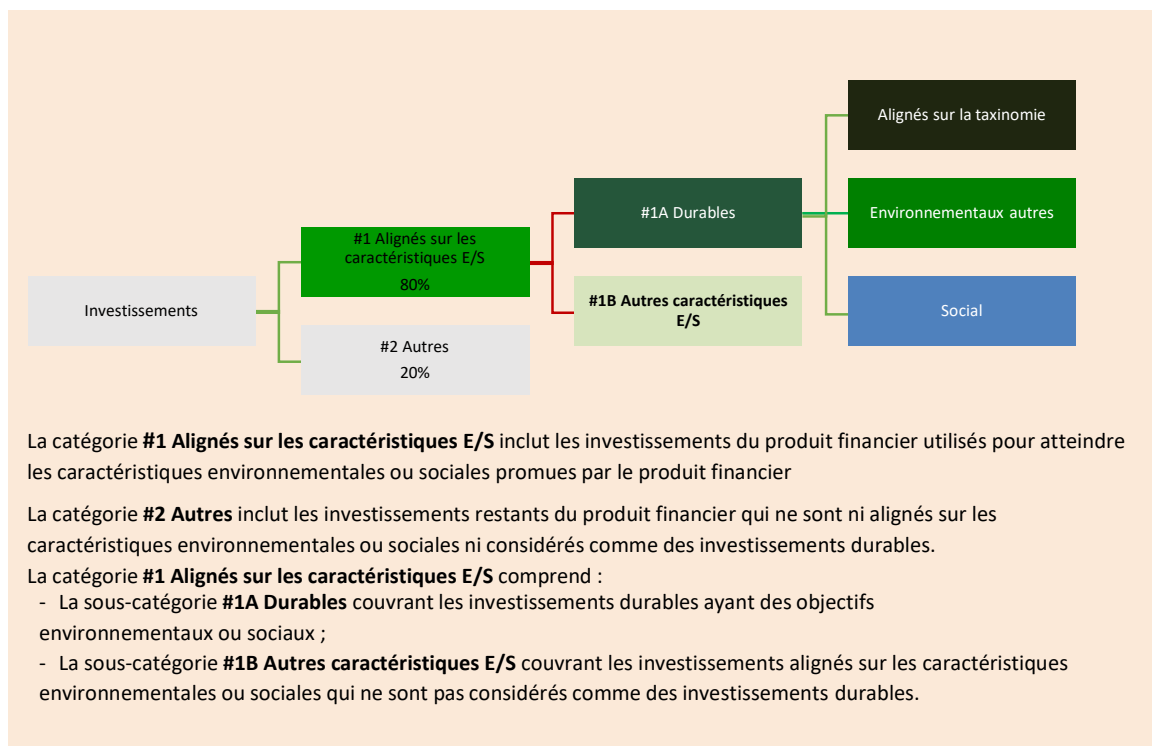 Alignés sur la taxinomie
#1A Durables
Environnementaux autres
#1 Alignés sur les
caractéristiques E/S
80%
Investissements
#1B Autres caractéristiques
E/S
Social
#2 Autres
20%
La catégorie #1 Alignés sur les caractéristiques E/S inclut les investissements du produit financier utilisés pour atteindre
les caractéristiques environnementales ou sociales promues par le produit financier
La catégorie #2 Autres inclut les investissements restants du produit financier qui ne sont ni alignés sur les
caractéristiques environnementales ou sociales ni considérés comme des investissements durables.
La catégorie #1 Alignés sur les caractéristiques E/S comprend :
- La sous-catégorie #1A Durables couvrant les investissements durables ayant des objectifs
environnementaux ou sociaux ;
- La sous-catégorie #1B Autres caractéristiques E/S couvrant les investissements alignés sur les caractéristiques
environnementales ou sociales qui ne sont pas considérés comme des investissements durables.